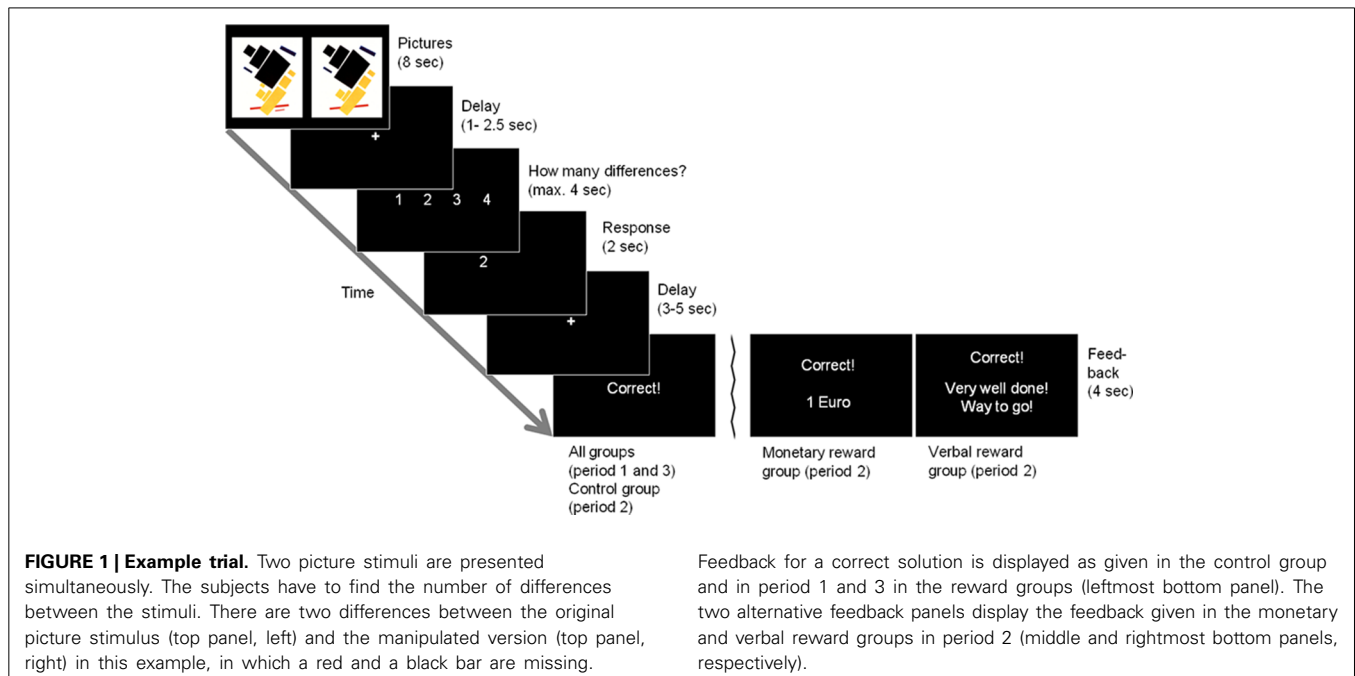 Pictures
(8 sec)
+
Delay
(1- 2.5 sec)
1 2 3 4
How many differences?
(max. 4 sec)
2
Response
(2 sec)
Time
+
Delay
(3-5 sec)
Correct!
Correct!
1 Euro
Correct!
Very well done!
Way to go!
Feed-
back
(4 sec)
All groups
(period 1 and 3)
Control group
(period 2)
Monetary reward
group (period 2)
Verbal reward
group (period 2)
FIGURE 1 | Example trial. Two picture stimuli are presented
simultaneously. The subjects have to find the number of differences
between the stimuli. There are two differences between the original
picture stimulus (top panel, left) and the manipulated version (top panel,
right) in this example, in which a red and a black bar are missing.
Feedback for a correct solution is displayed as given in the control group
and in period 1 and 3 in the reward groups (leftmost bottom panel). The
two alternative feedback panels display the feedback given in the monetary
and verbal reward groups in period 2 (middle and rightmost bottom panels,
respectively).